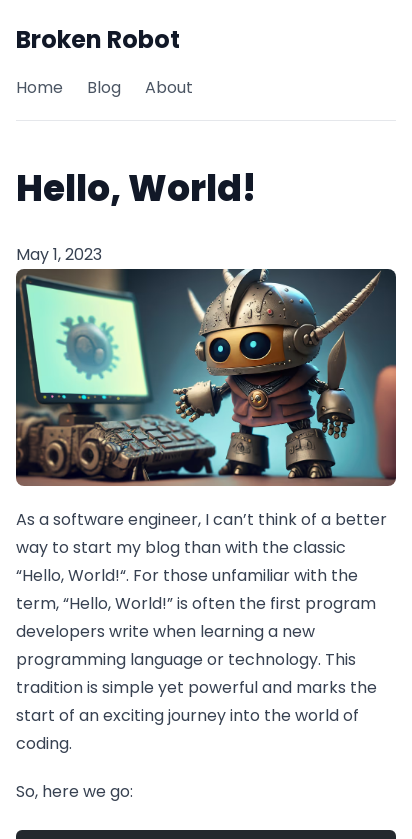 Broken Robot
Home Blog About
Hello, World!
May 1, 2023
As a software engineer, I can’t think of a better
way to start my blog than with the classic
“Hello, World!“. For those unfamiliar with the
term, “Hello, World!” is often the first program
developers write when learning a new
programming language or technology. This
tradition is simple yet powerful and marks the
start of an exciting journey into the world of
coding.
So, here we go: